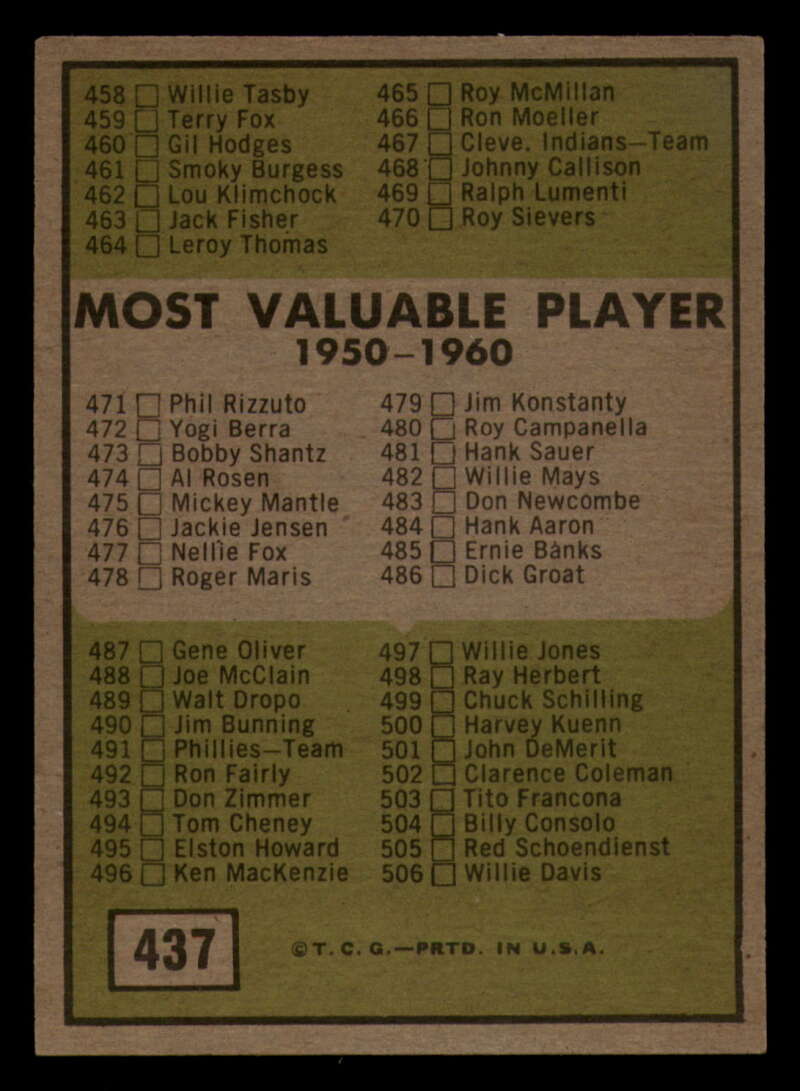 458 Willie Tasby
459 Terry Fox
460 Gil Hodges
461 Smoky Burgess
462 Lou Klimchock
463 Jack Fisher
464 Leroy Thomas
465 Roy McMillan
466 Ron Moeller
467 Cleve. Indians—Team
468 Johnny Callison
469 Ralph Lumenti
470 Roy Sievers
MOST VALUABLE PLAYER
1950-1960
471 Phil Rizzuto
472 Yogi Berra
473 Bobby Shantz
474 Al Rosen
475 Mickey Mantle
476 Jackie Jensen
477 Nellie Fox
478 Roger Maris
479 Jim Konstanty
480 Roy Campanella
481 Hank Sauer
482 Willie Mays
483 Don Newcombe
484 Hank Aaron
485 Ernie Banks
486 Dick Groat
487 Gene Oliver
488 Joe McClain
489 Walt Dropo
490 Jim Bunning
491 Phillies—Team
492 Ron Fairly
493 Don Zimmer
494 Tom Cheney
495 Elston Howard
496 Ken MacKenzie
497 Willie Jones
498 Ray Herbert
499 Chuck Schilling
500 Harvey Kuenn
501 John DeMerit
502 Clarence Coleman
503 Tito Francona
504 Billy Consolo
505 Red Schoendienst
506 Willie Davis
437
©T. C. G.—PRTD. IN U.S.A.